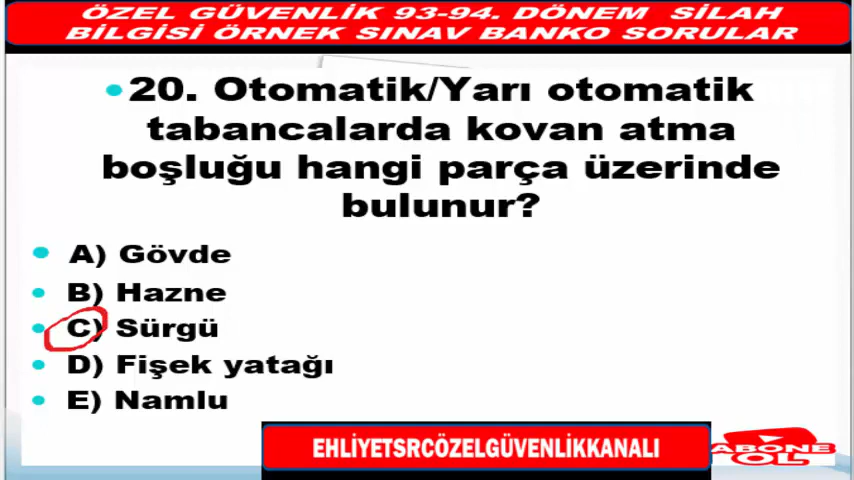 ÖZEL GÜVENLİK 93-94. DÖNEM SİLAH
BİLGİSİ ÖRNEK SINAV BANKO SORULAR
20. Otomatik/Yarı otomatik
tabancalarda kovan atma
boşluğu hangi parça üzerinde
bulunur?
A) Gövde
B) Hazne
C) Sürgü
D) Fişek yatağı
E) Namlu
EHLİYETSRCÖZELGÜVENLİKKANALI
ABONE
OL